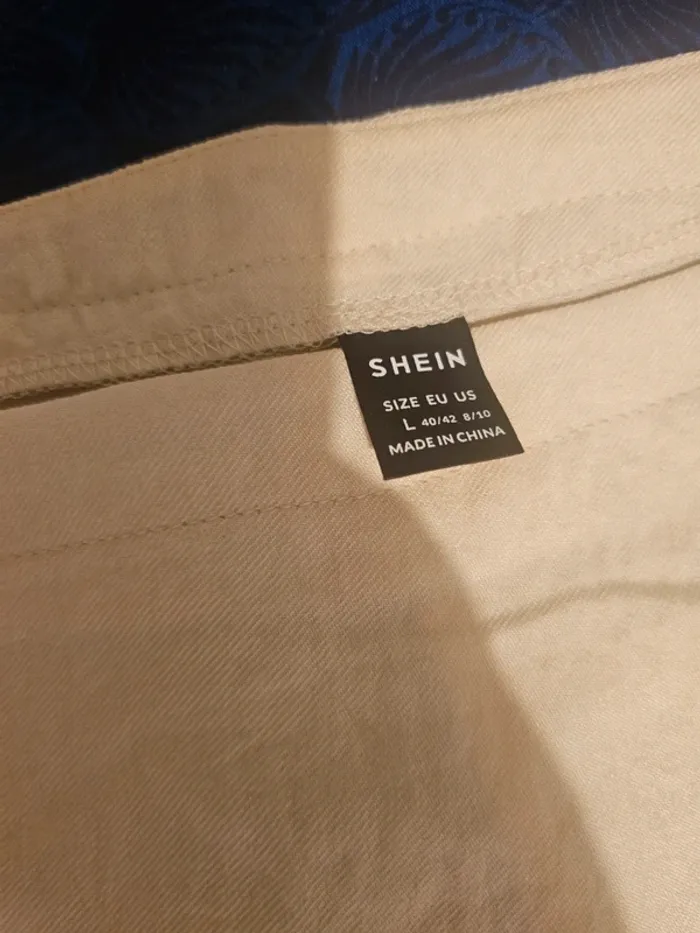 SHEIN
SIZE EU US
L 40/42 8/10
MADE IN CHINA